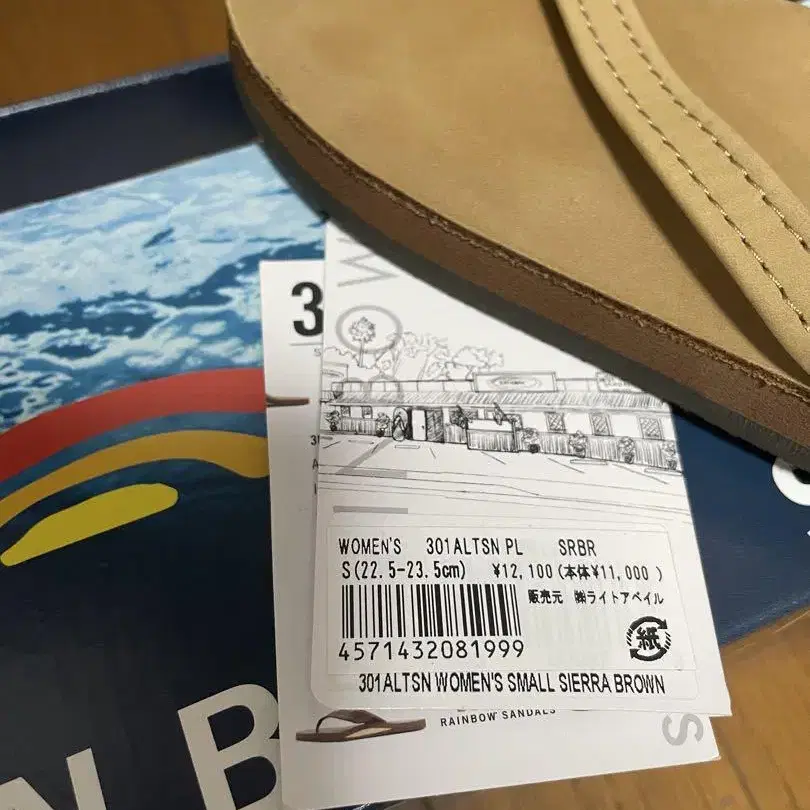 3
WOMEN'S 301ALTSN PL SRBR
S(22.5-23.5cm) ¥12,100(本体¥11,000 )
販売元 ㈱ライトアベイル
紙
4571432081999
301ALTSN WOMEN'S SMALL SIERRA BROWN
RAINBOW SANDALS
N B
S